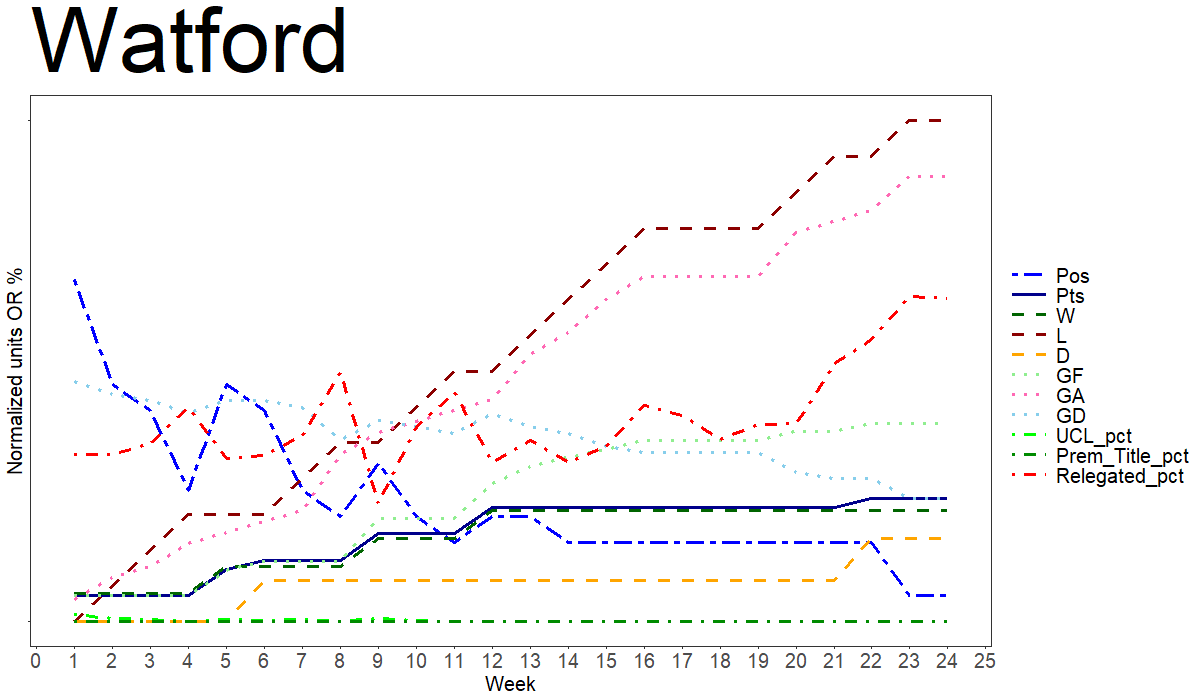 Watford
Normalized units OR %
0 1 2 3 4 5 6 7 8 9 10 11 12 13 14 15 16 17 18 19 20 21 22 23 24 25
Week
Pos
Pts
W
L
D
GF
GA
GD
UCL_pct
Prem_Title_pct
Relegated_pct